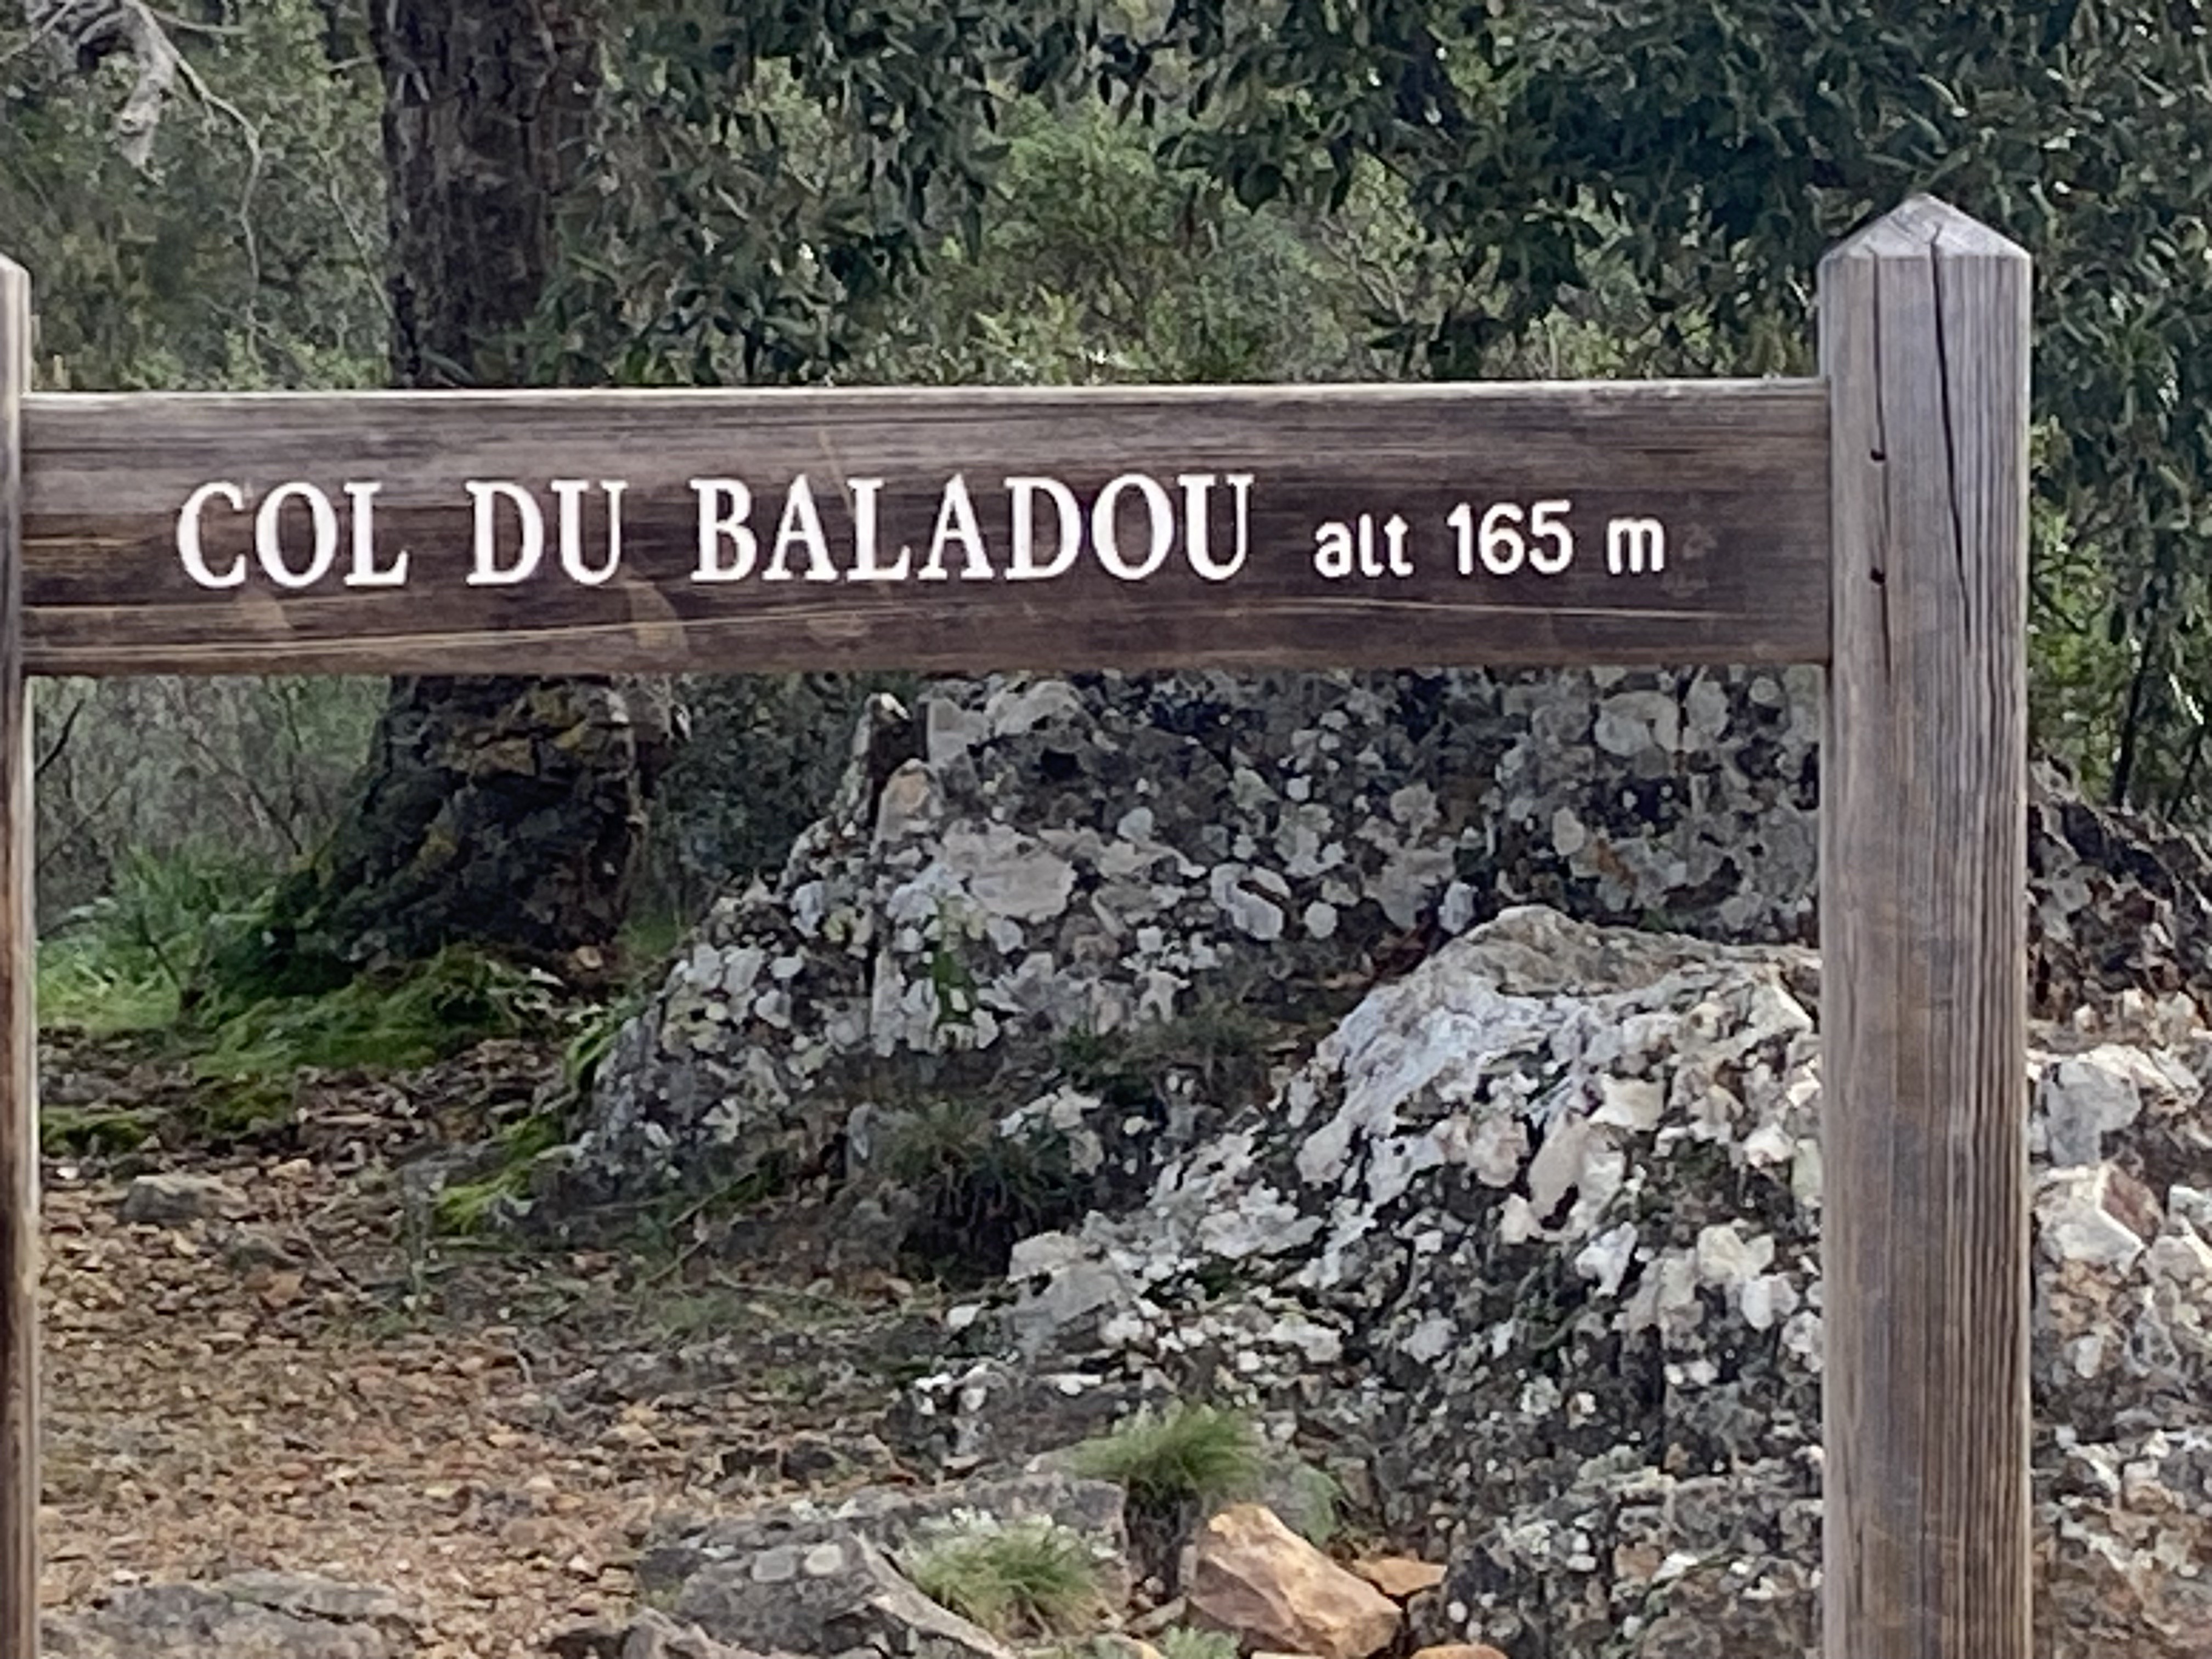 COL DU BALADOU alt 165 m